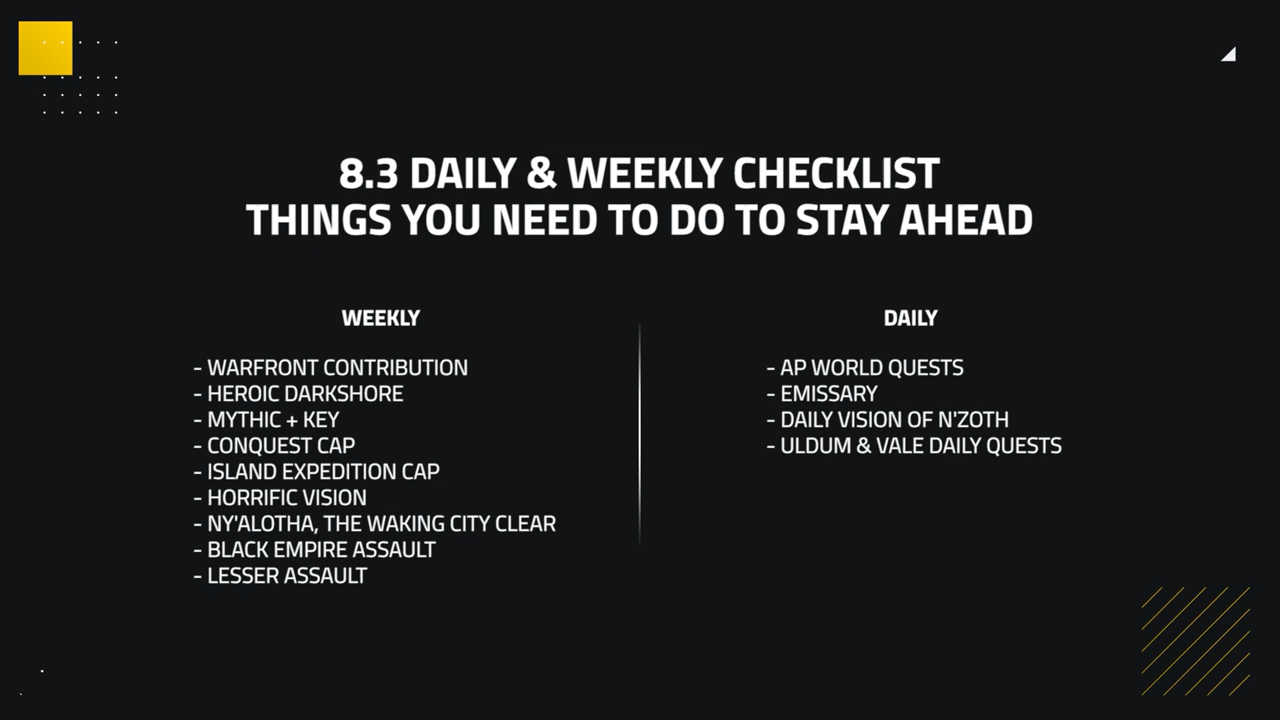 8.3 DAILY & WEEKLY CHECKLIST
THINGS YOU NEED TO DO TO STAY AHEAD
WEEKLY
- WARFRONT CONTRIBUTION
- HEROIC DARKSHORE
- MYTHIC + KEY
- CONQUEST CAP
- ISLAND EXPEDITION CAP
- HORRIFIC VISION
- NY'ALOTHA, THE WAKING CITY CLEAR
- BLACK EMPIRE ASSAULT
- LESSER ASSAULT
DAILY
- AP WORLD QUESTS
- EMISSARY
- DAILY VISION OF N'ZOTH
- ULDUM & VALE DAILY QUESTS